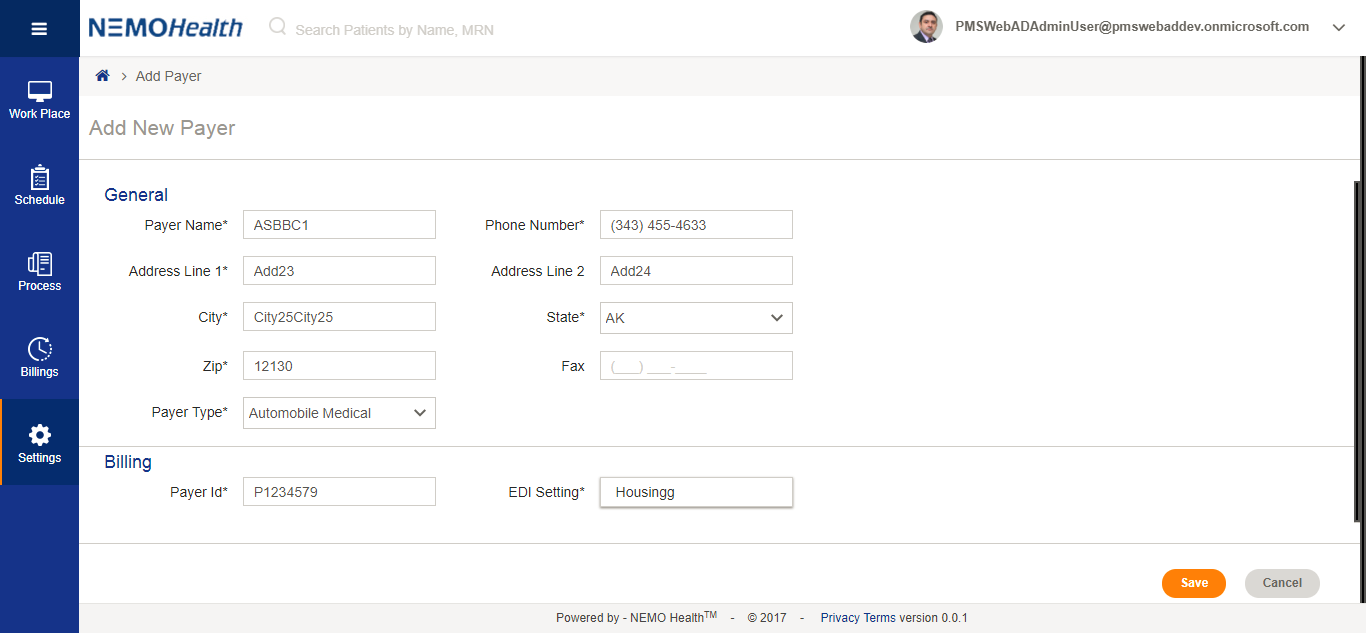 NEMOHealth
Search Patients by Name, MRN
PMSWebADAdminUser@pmswebaddev.onmicrosoft.com
Work Place
Schedule
Process
Billings
Settings
> Add Payer
Add New Payer
General
Payer Name* ASBBC1 Phone Number* (343) 455-4633
Address Line 1* Add23 Address Line 2 Add24
City* City25City25 State* AK
Zip* 12130 Fax (___) ___-____
Payer Type* Automobile Medical
Billing
Payer Id* P1234579 EDI Setting* Housingg
Save Cancel
Powered by - NEMO Health™ - © 2017 - Privacy Terms version 0.0.1